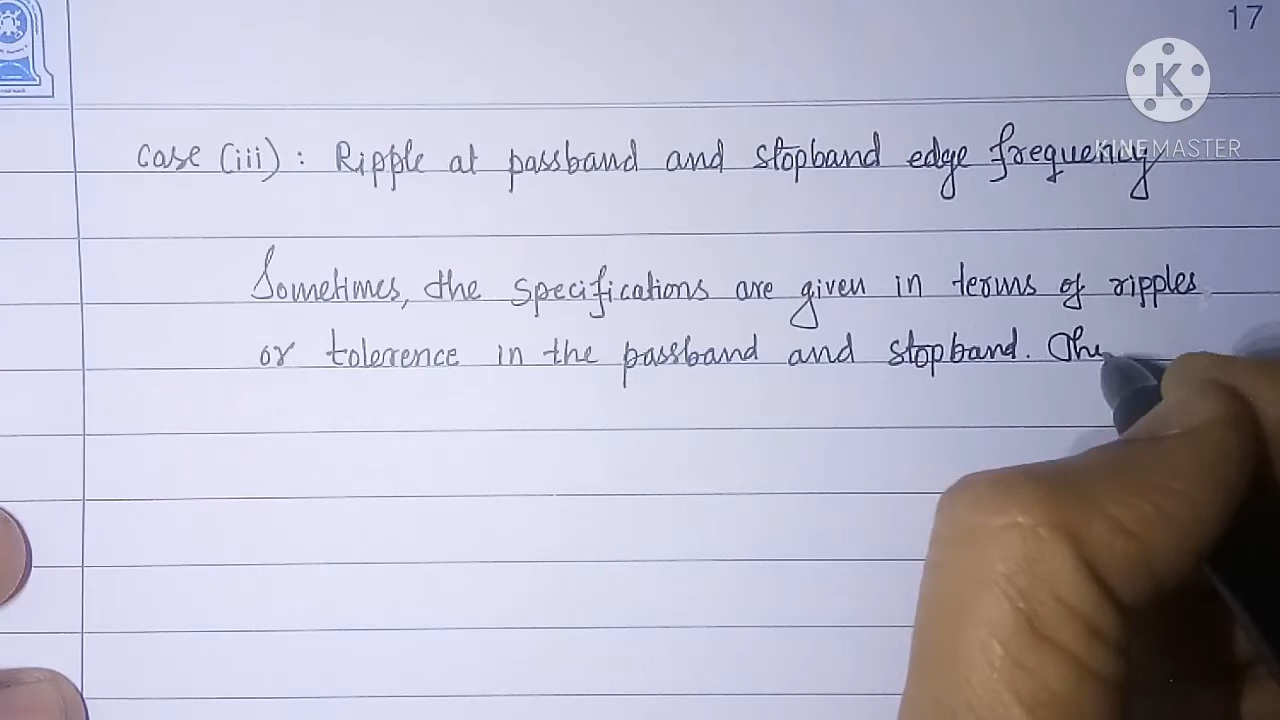 17
K
KINEMASTER
case (iii) : Ripple at passband and stopband edge frequency
Sometimes, the specifications are given in terms of ripples
or tolerence in the passband and stopband. The